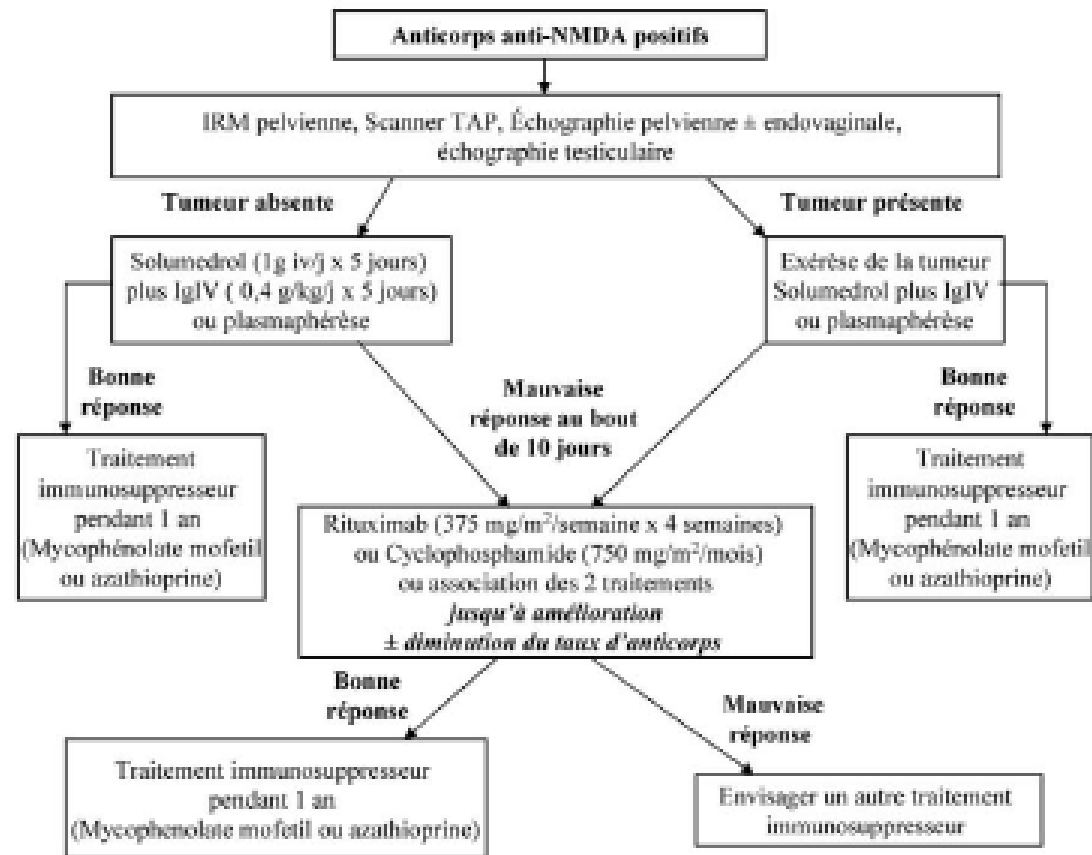 Anticorps anti-NMDA positifs
IRM pelvienne, Scanner TAP, Échographie pelvienne ± endovaginale,
échographie testiculaire
Tumeur absente
Tumeur présente
Solumedrol (1g iv/j x 5 jours)
plus IgIV ( 0,4 g/kg/j x 5 jours)
ou plasmaphérèse
Exérèse de la tumeur
Solumedrol plus IgIV
ou plasmaphérèse
Bonne
réponse
Mauvaise
réponse au bout
de 10 jours
Bonne
réponse
Traitement
immunosuppresseur
pendant 1 an
(Mycophénolate mofetil
ou azathioprine)
Rituximab (375 mg/m²/semaine x 4 semaines)
ou Cyclophosphamide (750 mg/m²/mois)
ou association des 2 traitements
jusqu'à amélioration
± diminution du taux d'anticorps
Traitement
immunosuppresseur
pendant 1 an
(Mycophénolate mofetil
ou azathioprine)
Bonne
réponse
Mauvaise
réponse
Traitement immunosuppresseur
pendant 1 an
(Mycophenolate mofetil ou azathioprine)
Envisager un autre traitement
immunosuppresseur